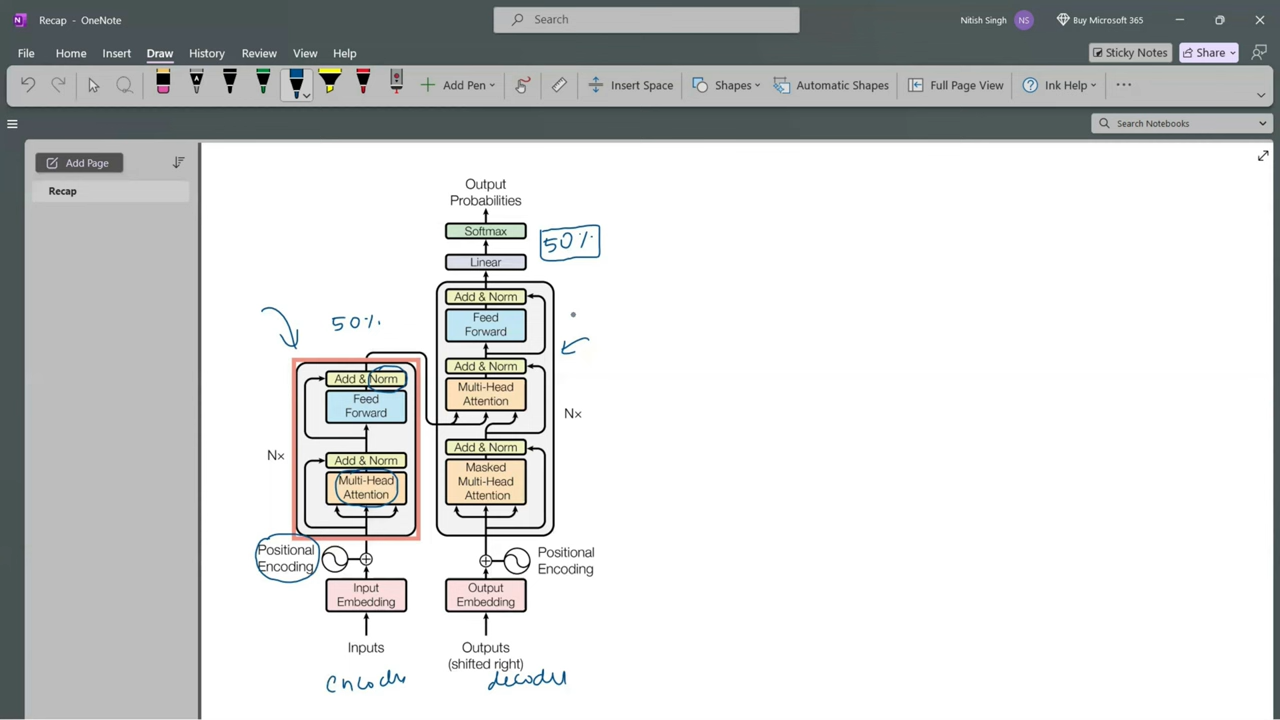 Recap - OneNote
Search
Nitish Singh
NS
Buy Microsoft 365
File
Home
Insert
Draw
History
Review
View
Help
Sticky Notes
Share
Add Pen
Insert Space
Shapes
Automatic Shapes
Full Page View
Ink Help
Search Notebooks
Add Page
Recap
Output
Probabilities
Softmax
50%
Linear
Add & Norm
Feed
Forward
Add & Norm
Multi-Head
Attention
Nx
Add & Norm
Masked
Multi-Head
Attention
Positional
Encoding
Output
Embedding
Outputs
(shifted right)
decoder
50%
Add & Norm
Feed
Forward
Nx
Add & Norm
Multi-Head
Attention
Positional
Encoding
Input
Embedding
Inputs
encoder